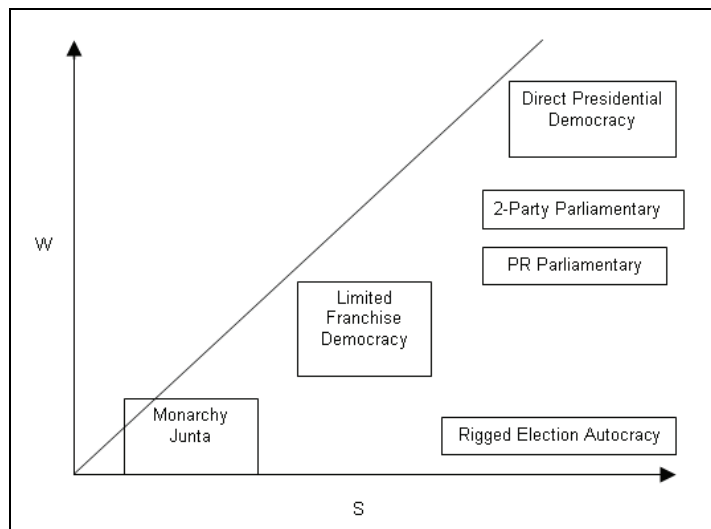 Direct Presidential
Democracy
2-Party Parliamentary
W
PR Parliamentary
Limited
Franchise
Democracy
Monarchy
Junta
Rigged Election Autocracy
S